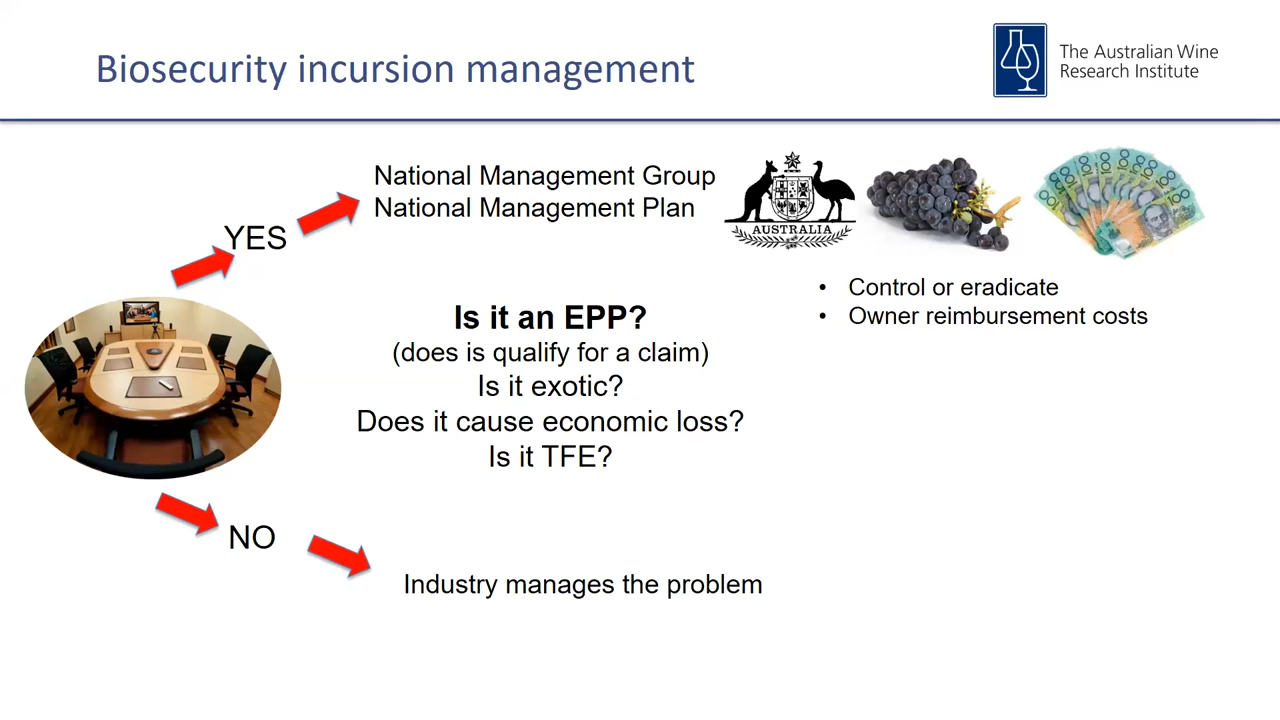 Biosecurity incursion management
The Australian Wine
Research Institute
National Management Group
National Management Plan
AUSTRALIA
YES
Control or eradicate
Owner reimbursement costs
Is it an EPP?
(does is qualify for a claim)
Is it exotic?
Does it cause economic loss?
Is it TFE?
NO
Industry manages the problem